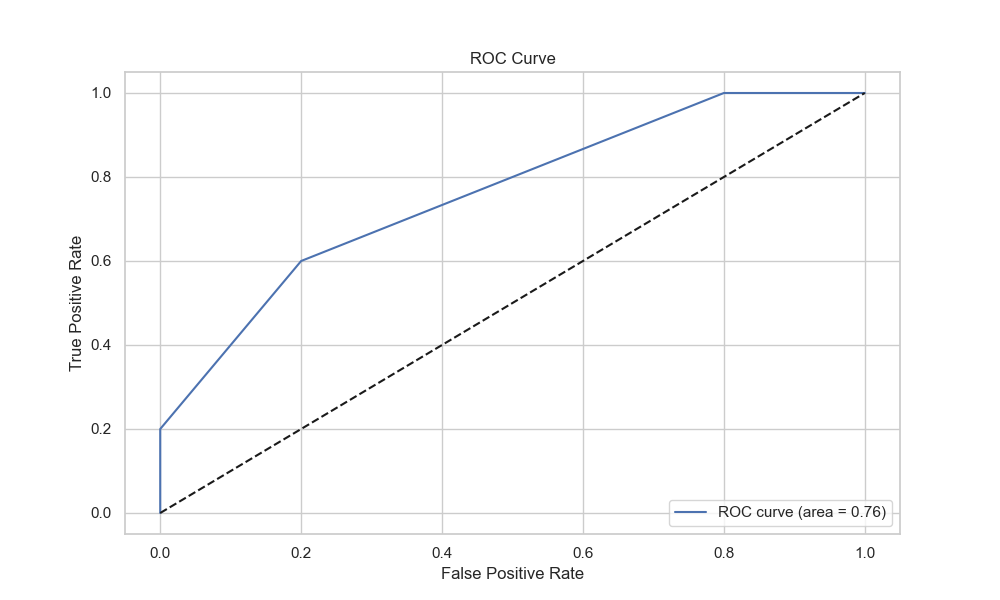 ROC Curve
True Positive Rate
1.0
0.8
0.6
0.4
0.2
0.0
ROC curve (area = 0.76)
0.0 0.2 0.4 0.6 0.8 1.0
False Positive Rate